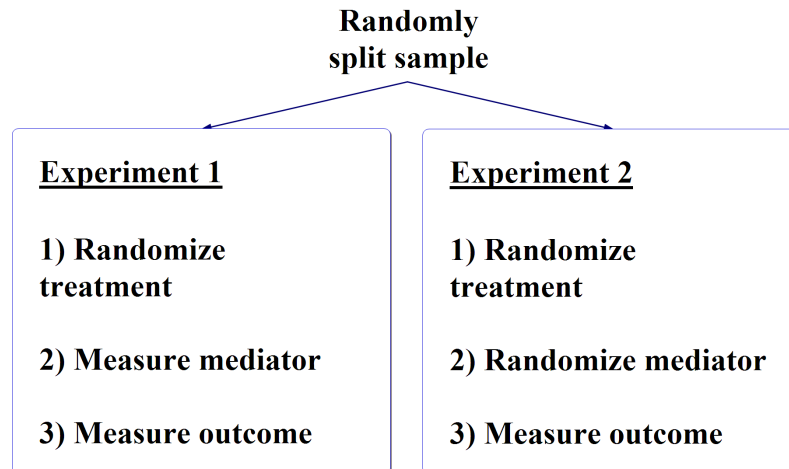 Randomly
split sample
Experiment 1
1) Randomize
treatment
2) Measure mediator
3) Measure outcome
Experiment 2
1) Randomize
treatment
2) Randomize mediator
3) Measure outcome